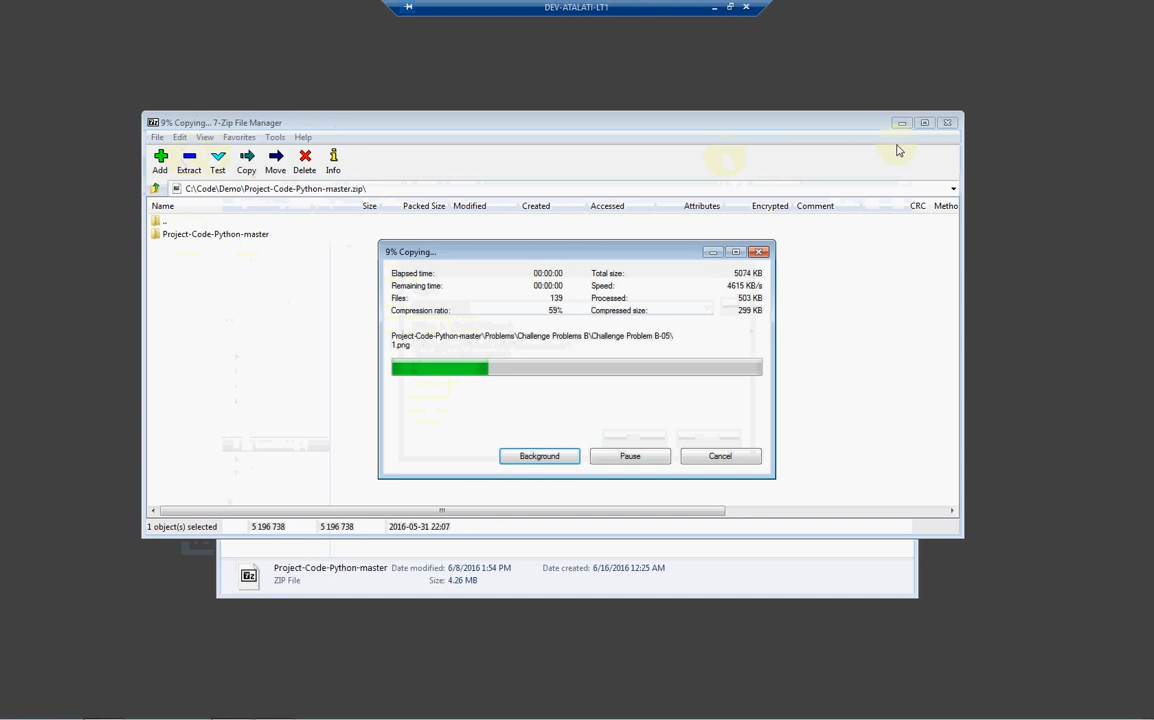 DEV-ATALATI-LT1
9% Copying... 7-Zip File Manager
File Edit View Favorites Tools Help
Add Extract Test Copy Move Delete Info
C:\Code\Demo\Project-Code-Python-master.zip\
Name Size Packed Size Modified Created Accessed Attributes Encrypted Comment CRC Metho
..
Project-Code-Python-master
9% Copying...
Elapsed time: 00:00:00 Total size: 5074 KB
Remaining time: 00:00:00 Speed: 4615 KB/s
Files: 139 Processed: 503 KB
Compression ratio: 59% Compressed size: 299 KB
Project-Code-Python-master\Problems\Challenge Problems B\Challenge Problem B-05\
1.png
Background Pause Cancel
1 object(s) selected 5 196 738 5 196 738 2016-05-31 22:07
Project-Code-Python-master Date modified: 6/8/2016 1:54 PM Date created: 6/16/2016 12:25 AM
7z ZIP File Size: 4.26 MB